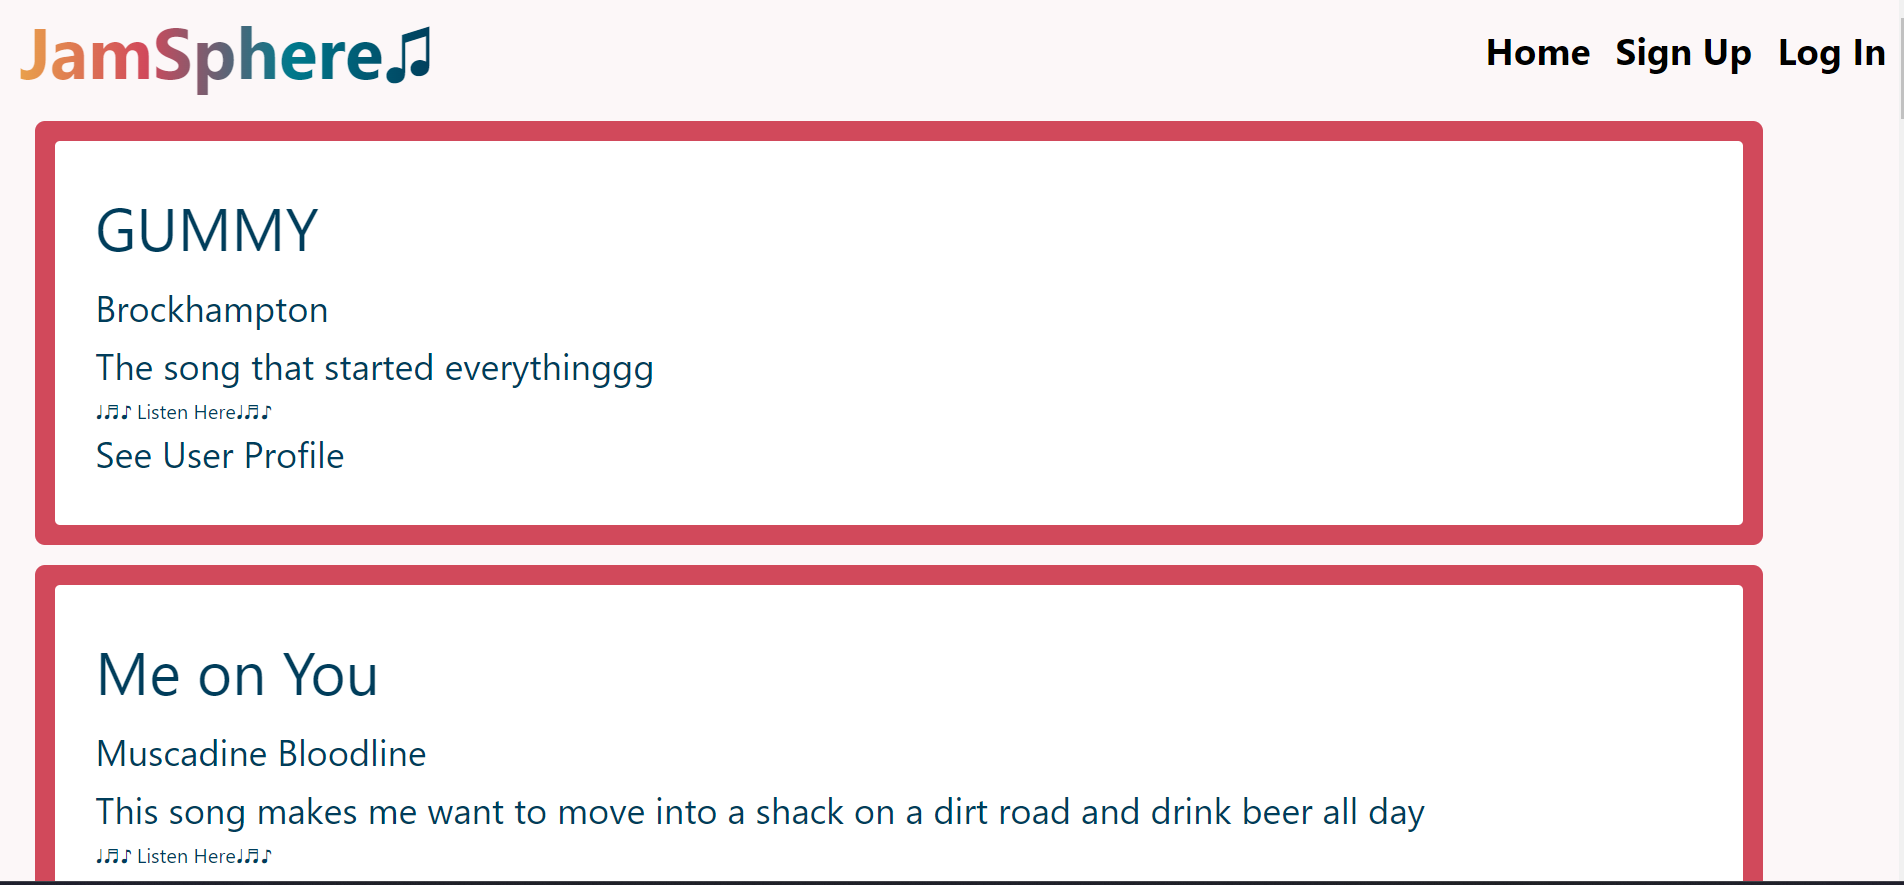 JamSphere♫
Home Sign Up Log In
GUMMY
Brockhampton
The song that started everythinggg
♩♬♪ Listen Here♩♬♪
See User Profile
Me on You
Muscadine Bloodline
This song makes me want to move into a shack on a dirt road and drink beer all day
♩♬♪ Listen Here♩♬♪